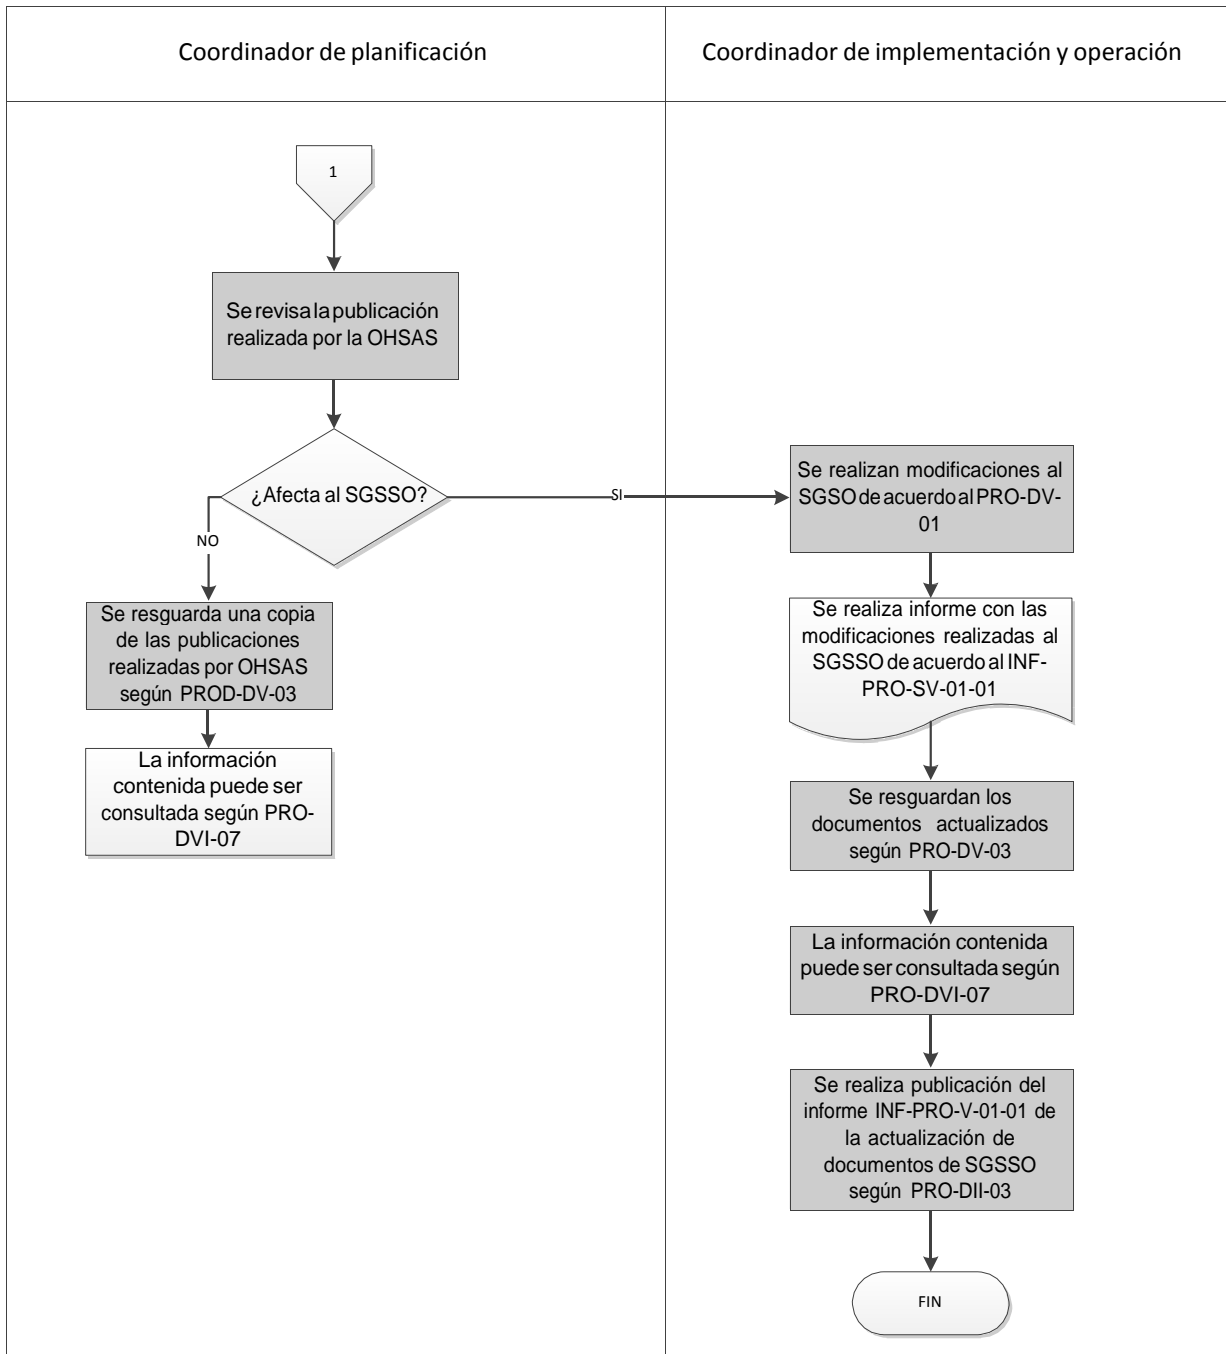 Coordinador de planificación
Coordinador de implementación y operación
1
Se revisa la publicación
realizada por la OHSAS
¿Afecta al SGSSO?
SI
NO
Se resguarda una copia
de las publicaciones
realizadas por OHSAS
según PROD-DV-03
La información
contenida puede ser
consultada según PRO-
DVI-07
Se realizan modificaciones al
SGSO de acuerdo al PRO-DV-
01
Se realiza informe con las
modificaciones realizadas al
SGSSO de acuerdo al INF-
PRO-SV-01-01
Se resguardan los
documentos actualizados
según PRO-DV-03
La información contenida
puede ser consultada según
PRO-DVI-07
Se realiza publicación del
informe INF-PRO-V-01-01 de
la actualización de
documentos de SGSSO
según PRO-DII-03
FIN